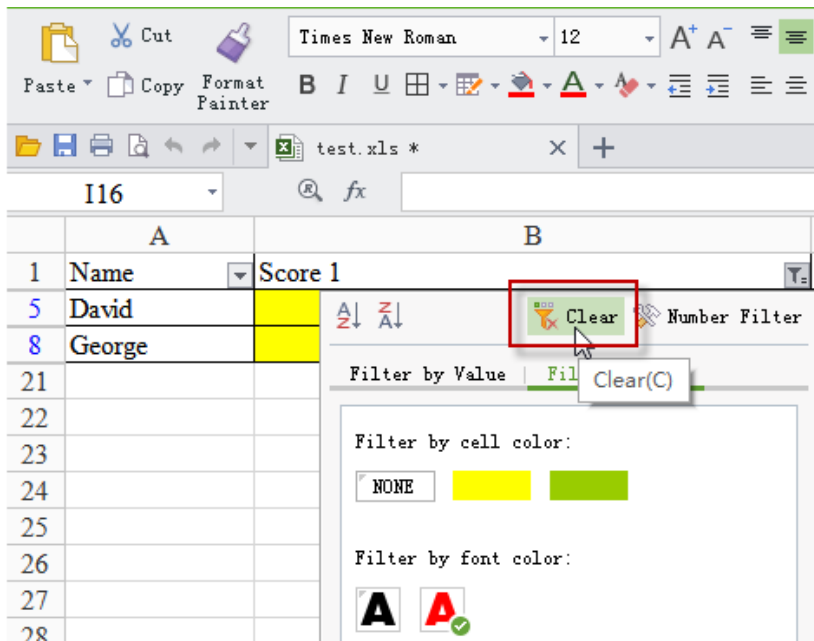 Cut
Times New Roman
12
A+ A-
Paste
Copy
Format
Painter
B I U A
test.xls *
I16
fx
A B
1 Name Score 1
5 David
8 George
21
22
23
24
25
26
27
28
Clear
Number Filter
Filter by Value
Fil
Clear(C)
Filter by cell color:
NONE
Filter by font color:
A A